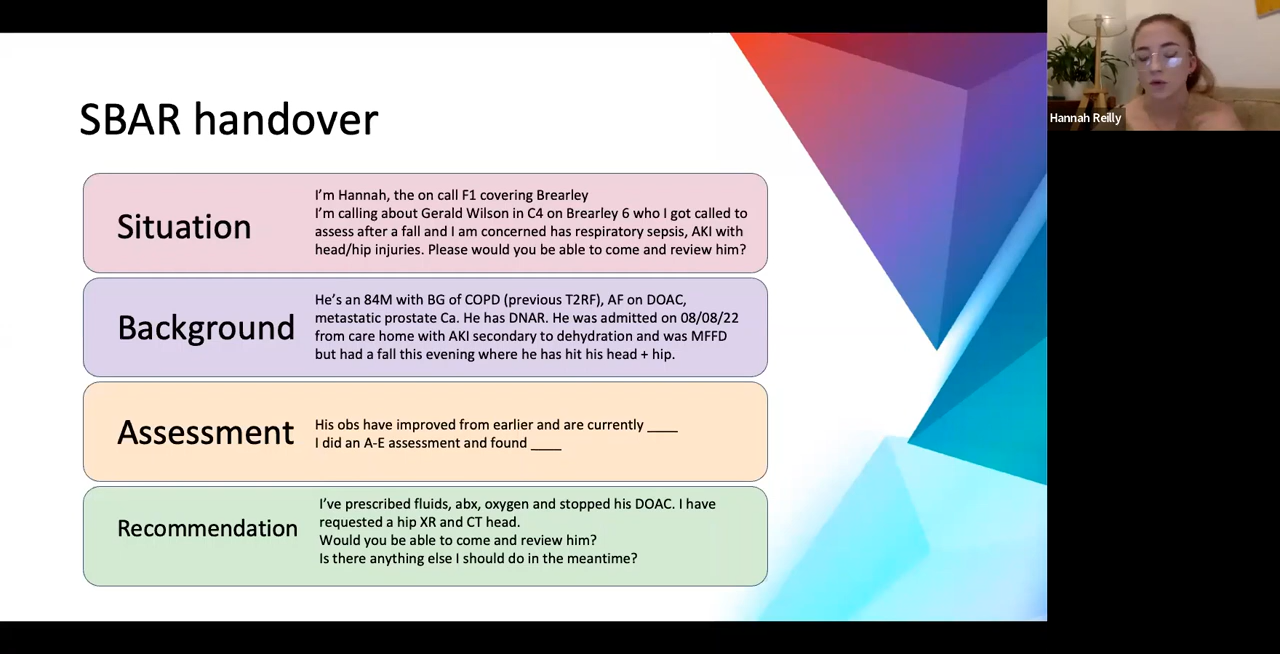 SBAR handover
Situation
I'm Hannah, the on call F1 covering Brearley
I'm calling about Gerald Wilson in C4 on Brearley 6 who I got called to
assess after a fall and I am concerned has respiratory sepsis, AKI with
head/hip injuries. Please would you be able to come and review him?
Background
He's an 84M with BG of COPD (previous T2RF), AF on DOAC,
metastatic prostate Ca. He has DNAR. He was admitted on 08/08/22
from care home with AKI secondary to dehydration and was MFFD
but had a fall this evening where he has hit his head + hip.
Assessment
His obs have improved from earlier and are currently ____
I did an A-E assessment and found ____
Recommendation
I've prescribed fluids, abx, oxygen and stopped his DOAC. I have
requested a hip XR and CT head.
Would you be able to come and review him?
Is there anything else I should do in the meantime?
Hannah Reilly